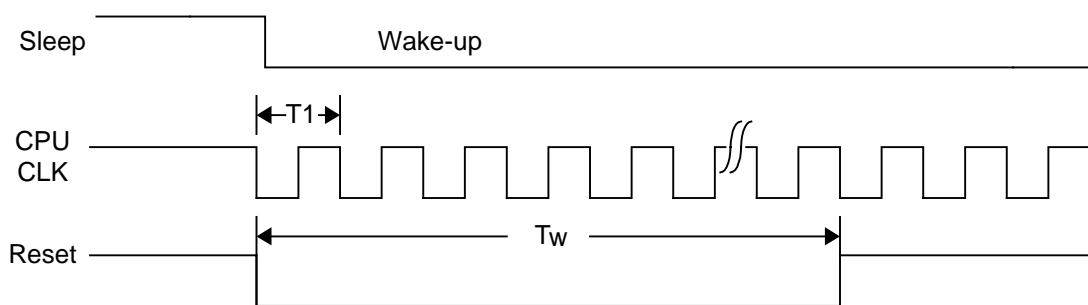 Sleep
Wake-up
T1
CPU
CLK
Tw
Reset